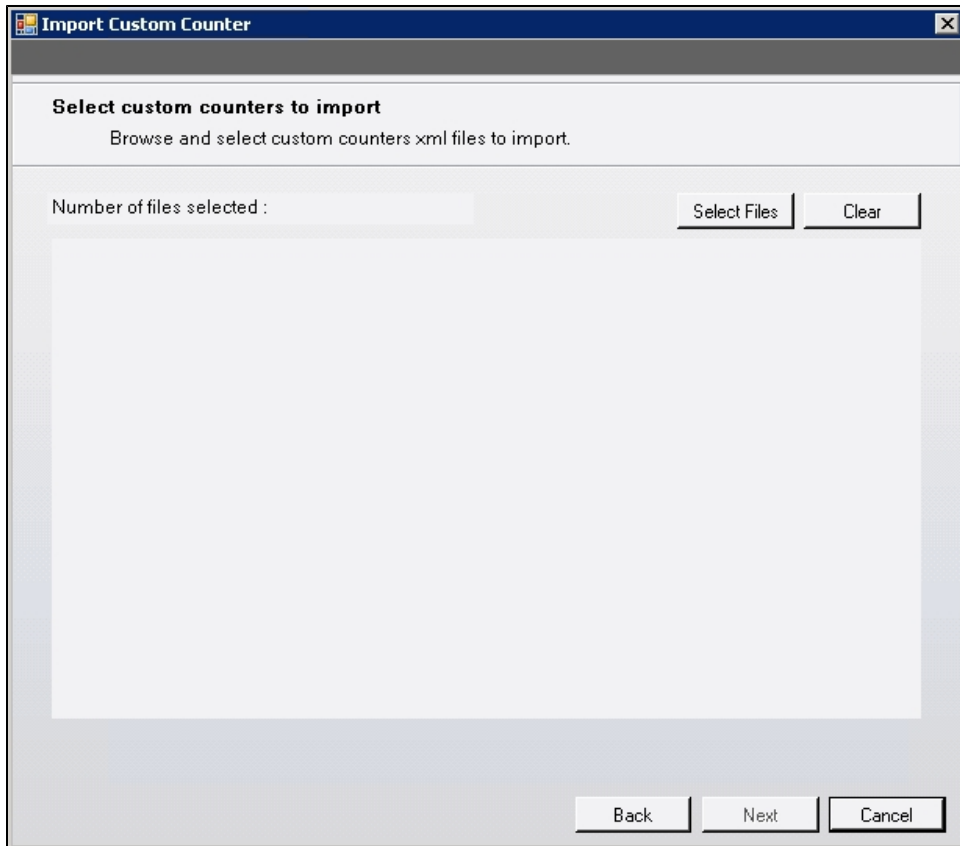 Import Custom Counter
Select custom counters to import
Browse and select custom counters xml files to import.
Number of files selected :
Select Files
Clear
Back
Next
Cancel